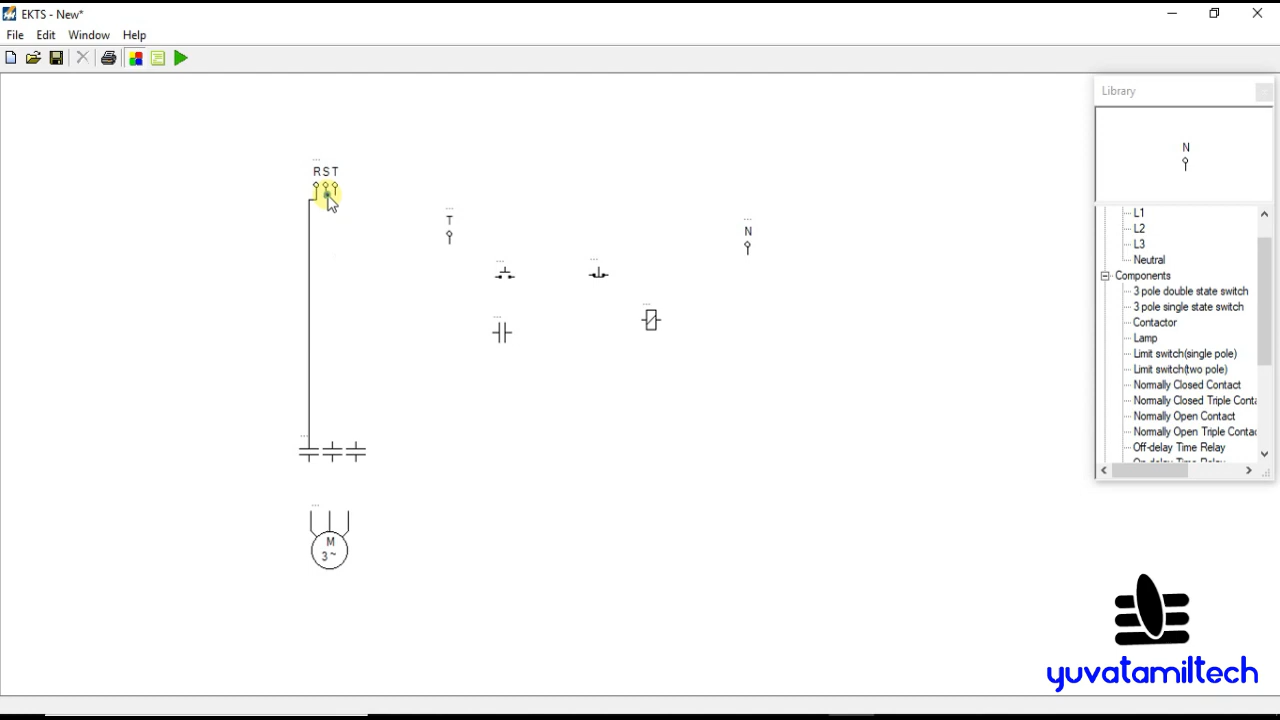 EKTS - New*
File Edit Window Help
Library
N
L1
L2
L3
Neutral
Components
3 pole double state switch
3 pole single state switch
Contactor
Lamp
Limit switch(single pole)
Limit switch(two pole)
Normally Closed Contact
Normally Closed Triple Conta
Normally Open Contact
Normally Open Triple Contac
Off-delay Time Relay
...
R S T
...
T
...
N
...
...
...
...
...
...
M
3 ~
yuvatamiltech